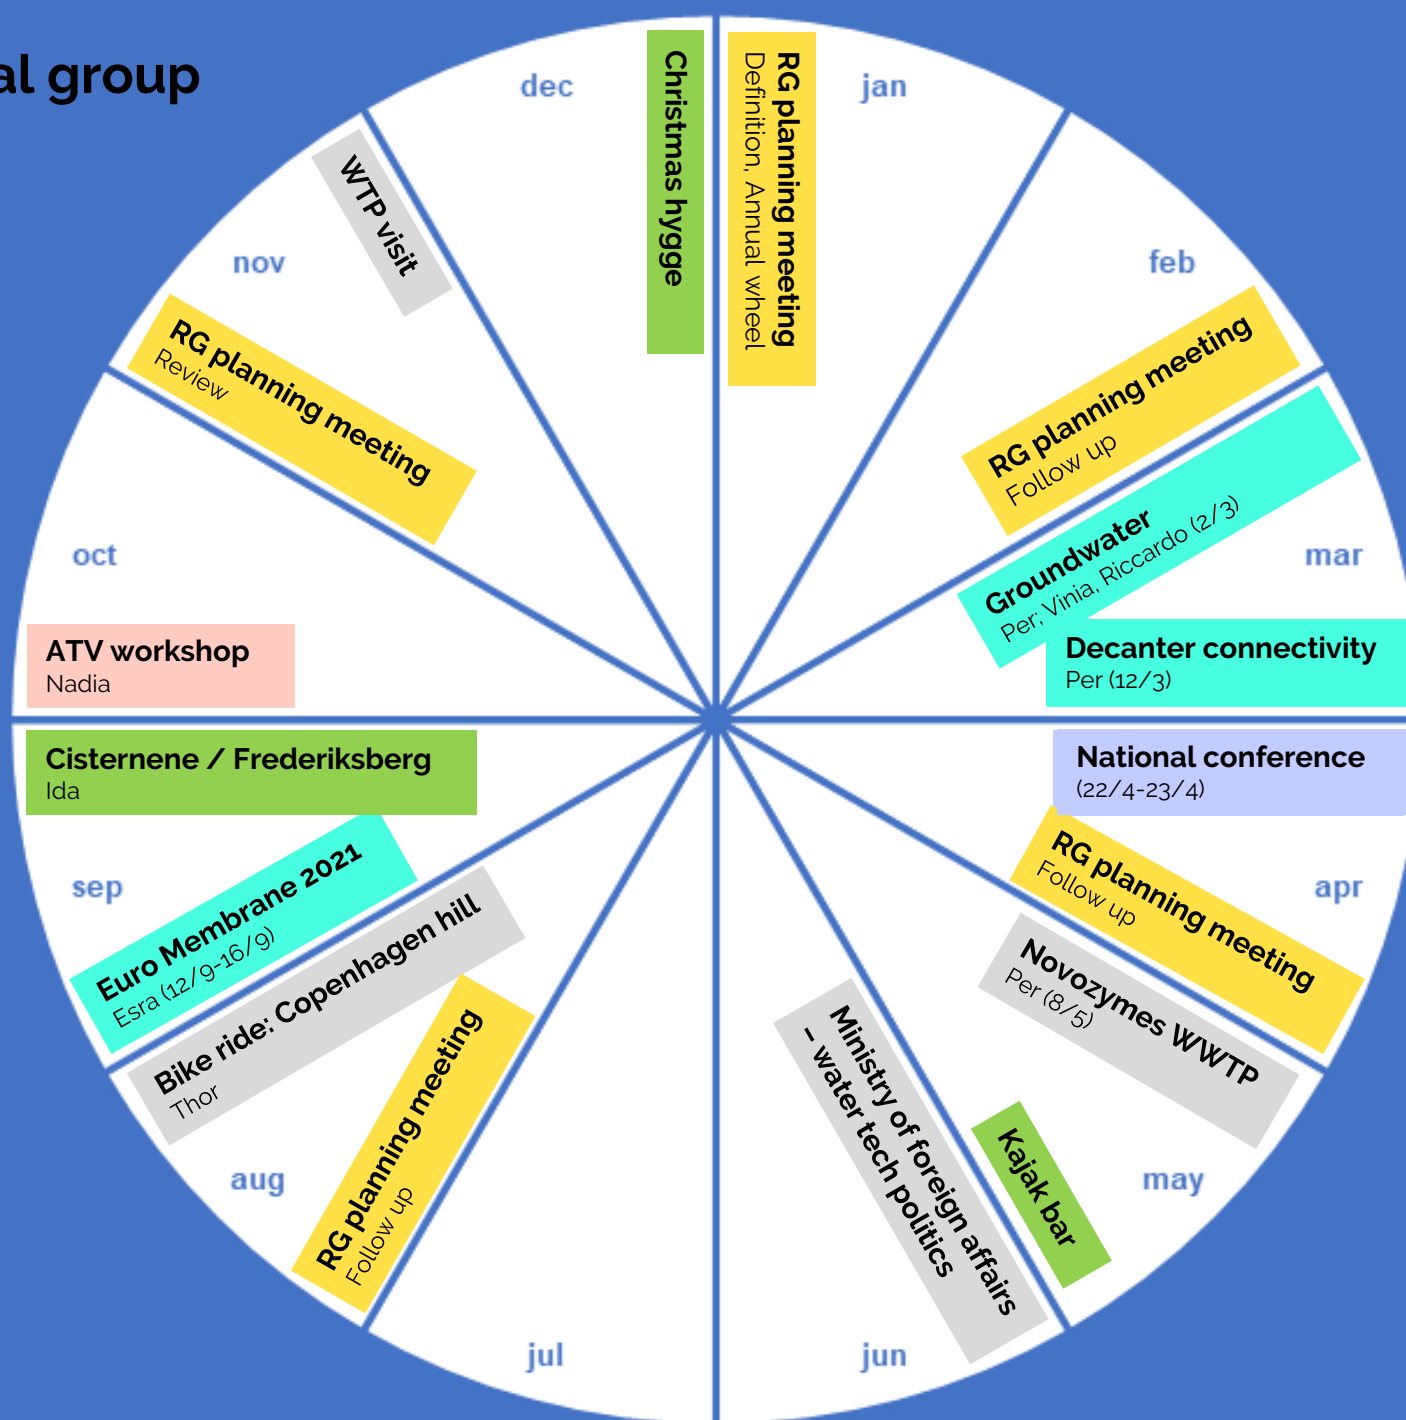 al group
dec
Christmas hygge
RG planning meeting
Definition, Annual wheel
jan
feb
RG planning meeting
Follow up
Groundwater
Per; Vinia, Riccardo (2/3)
mar
Decanter connectivity
Per (12/3)
National conference
(22/4-23/4)
RG planning meeting
Follow up
apr
Novozymes WWTP
Per (8/5)
may
Kajak bar
Ministry of foreign affairs
– water tech politics
jun
jul
RG planning meeting
Follow up
aug
Bike ride: Copenhagen hill
Thor
Euro Membrane 2021
Esra (12/9-16/9)
sep
Cisternene / Frederiksberg
Ida
ATV workshop
Nadia
oct
RG planning meeting
Review
nov
WTP visit